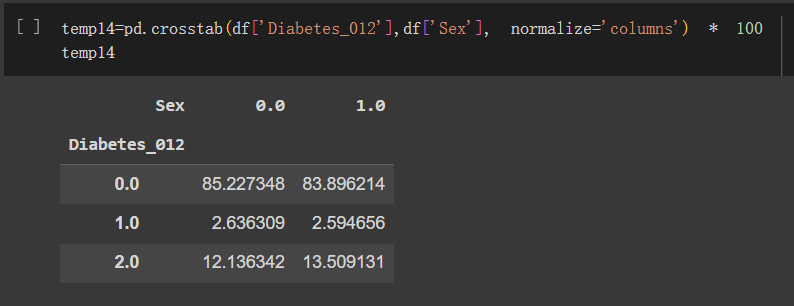 [ ] temp14=pd.crosstab(df['Diabetes_012'],df['Sex'], normalize='columns') * 100
temp14
Sex 0.0 1.0
Diabetes_012
0.0 85.227348 83.896214
1.0 2.636309 2.594656
2.0 12.136342 13.509131